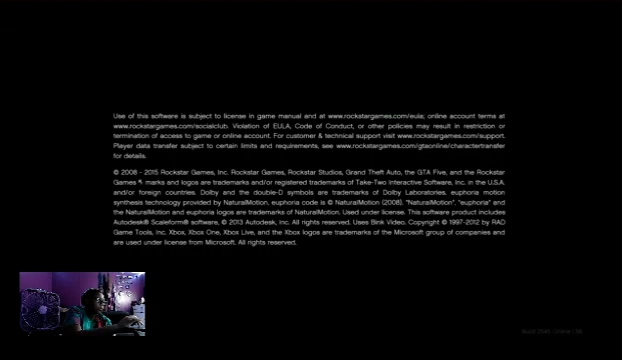 Use of this software is subject to license in game manual and at www.rockstargames.com/eula; online account terms at
www.rockstargames.com/socialclub. Violation of EULA, Code of Conduct, or other policies may result in restriction or
termination of access to game or online account. For customer & technical support visit www.rockstargames.com/support.
Player data transfer subject to certain limits and requirements, see www.rockstargames.com/gtaonline/charactertransfer
for details.
© 2008 - 2015 Rockstar Games, Inc. Rockstar Games, Rockstar Studios, Grand Theft Auto, the GTA Five, and the Rockstar
Games R* marks and logos are trademarks and/or registered trademarks of Take-Two Interactive Software, Inc. in the U.S.A.
and/or foreign countries. Dolby and the double-D symbols are trademarks of Dolby Laboratories. euphoria motion
synthesis technology provided by NaturalMotion. euphoria code is © NaturalMotion (2008). "NaturalMotion", "euphoria" and
the NaturalMotion and euphoria logos are trademarks of NaturalMotion. Used under license. This software product includes
Autodesk® Scaleform® software, © 2013 Autodesk, Inc. All rights reserved. Uses Bink Video. Copyright © 1997-2012 by RAD
Game Tools, Inc. Xbox, Xbox One, Xbox Live, and the Xbox logos are trademarks of the Microsoft group of companies and
are used under license from Microsoft. All rights reserved.